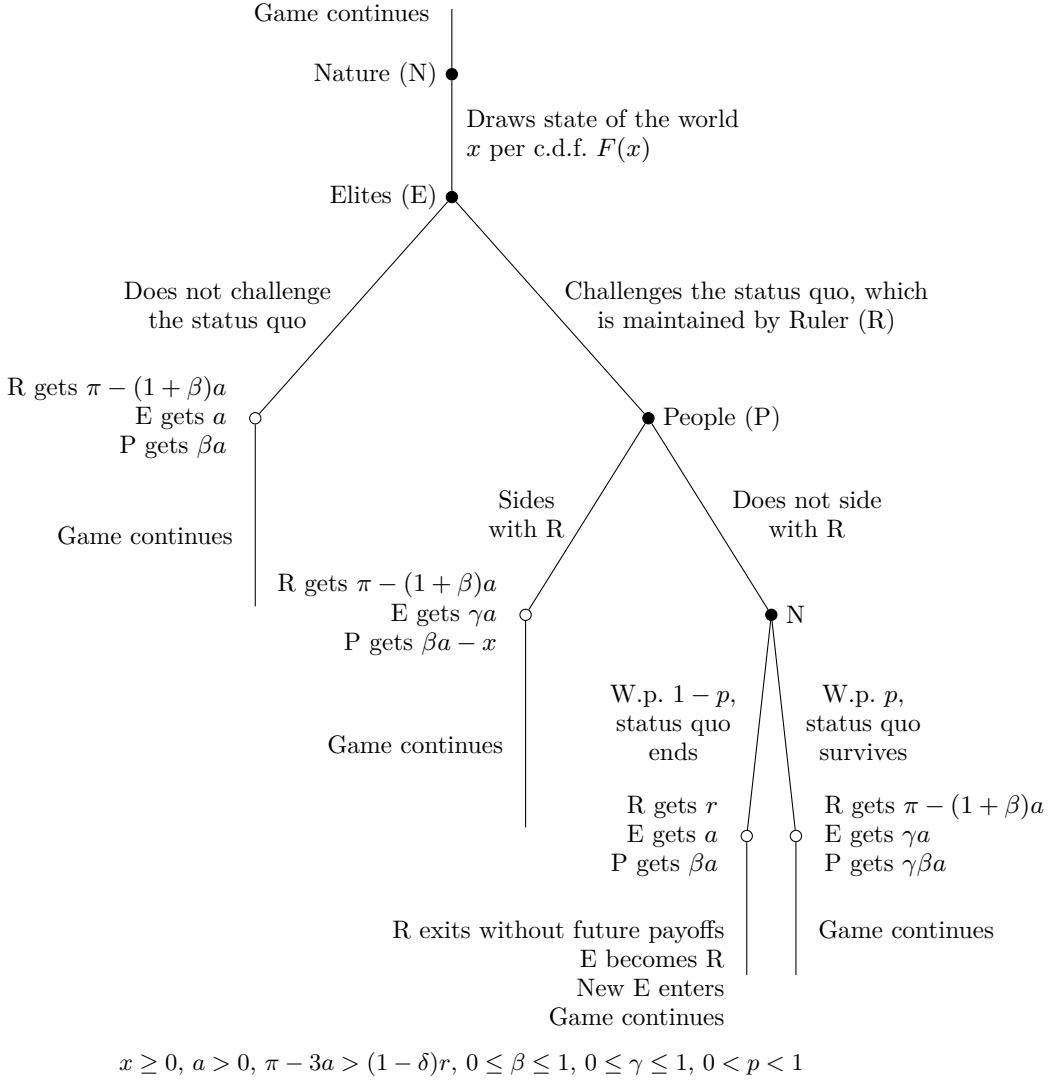 Game continues
Nature (N)
Draws state of the world
x per c.d.f. F(x)
Elites (E)
Does not challenge
the status quo
Challenges the status quo, which
is maintained by Ruler (R)
R gets π − (1 + β)a
E gets a
P gets βa
People (P)
Game continues
Sides
with R
Does not side
with R
R gets π − (1 + β)a
E gets γa
P gets βa − x
N
Game continues
W.p. 1 − p,
status quo
ends
W.p. p,
status quo
survives
R gets r
E gets a
P gets βa
R gets π − (1 + β)a
E gets γa
P gets γβa
R exits without future payoffs
E becomes R
New E enters
Game continues
Game continues
x ≥ 0, a > 0, π − 3a > (1 − δ)r, 0 ≤ β ≤ 1, 0 ≤ γ ≤ 1, 0 < p < 1